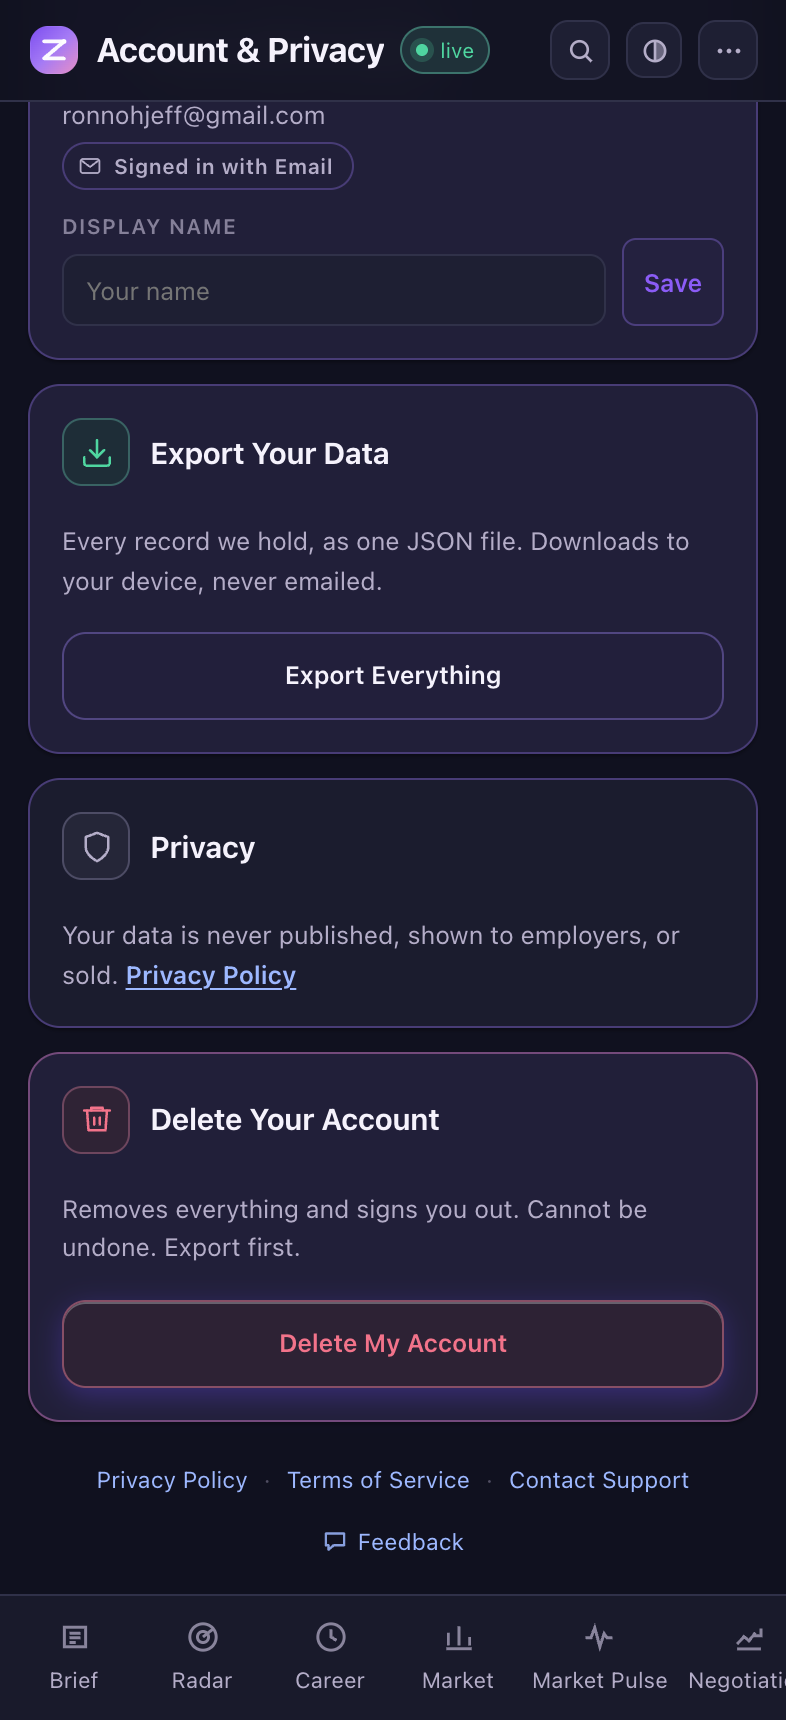 Account & Privacy
live
ronnohjeff@gmail.com
Signed in with Email
DISPLAY NAME
Your name
Save
Export Your Data
Every record we hold, as one JSON file. Downloads to
your device, never emailed.
Export Everything
Privacy
Your data is never published, shown to employers, or
sold. Privacy Policy
Delete Your Account
Removes everything and signs you out. Cannot be
undone. Export first.
Delete My Account
Privacy Policy · Terms of Service · Contact Support
Feedback
Brief
Radar
Career
Market
Market Pulse
Negotiati